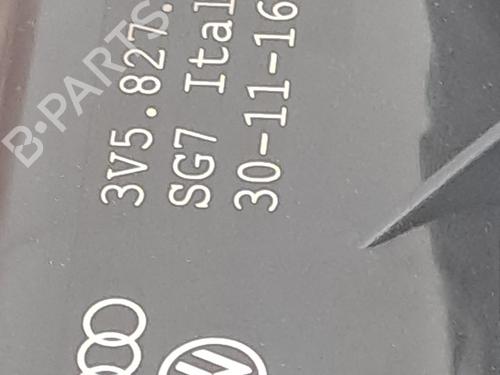 3V5.827.
SG7 Ital
30-11-16
B-PARTS